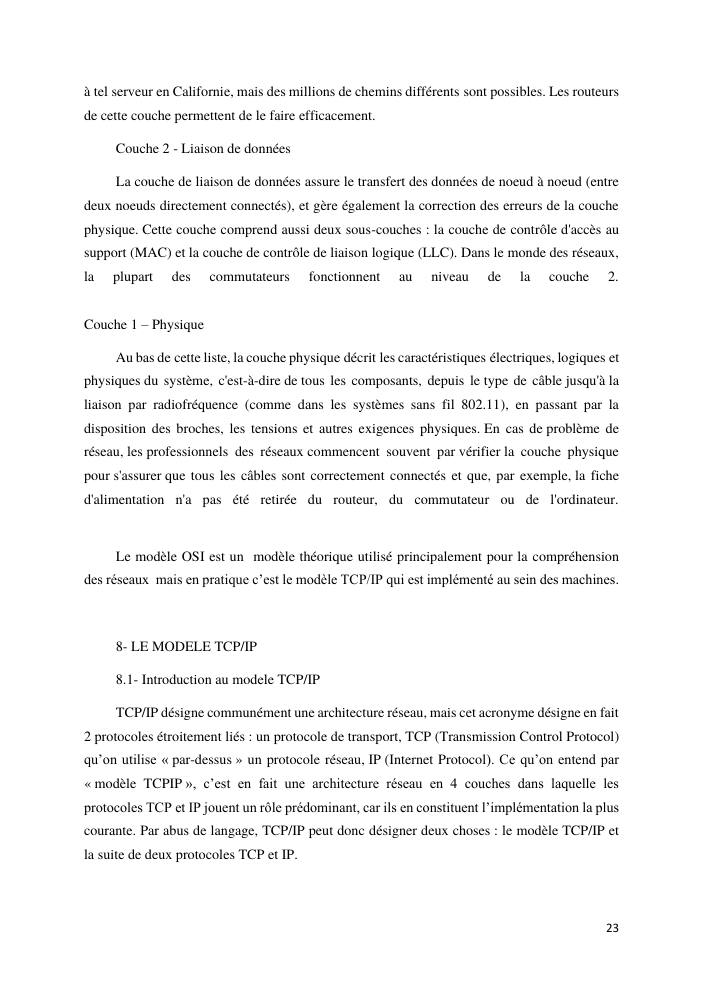 à tel serveur en Californie, mais des millions de chemins différents sont possibles. Les routeurs
de cette couche permettent de le faire efficacement.
Couche 2 - Liaison de données
La couche de liaison de données assure le transfert des données de noeud à noeud (entre
deux noeuds directement connectés), et gère également la correction des erreurs de la couche
physique. Cette couche comprend aussi deux sous-couches : la couche de contrôle d'accès au
support (MAC) et la couche de contrôle de liaison logique (LLC). Dans le monde des réseaux,
la plupart des commutateurs fonctionnent au niveau de la couche 2.
Couche 1 – Physique
Au bas de cette liste, la couche physique décrit les caractéristiques électriques, logiques et
physiques du système, c'est-à-dire de tous les composants, depuis le type de câble jusqu'à la
liaison par radiofréquence (comme dans les systèmes sans fil 802.11), en passant par la
disposition des broches, les tensions et autres exigences physiques. En cas de problème de
réseau, les professionnels des réseaux commencent souvent par vérifier la couche physique
pour s'assurer que tous les câbles sont correctement connectés et que, par exemple, la fiche
d'alimentation n'a pas été retirée du routeur, du commutateur ou de l'ordinateur.
Le modèle OSI est un modèle théorique utilisé principalement pour la compréhension
des réseaux mais en pratique c’est le modèle TCP/IP qui est implémenté au sein des machines.
8- LE MODELE TCP/IP
8.1- Introduction au modele TCP/IP
TCP/IP désigne communément une architecture réseau, mais cet acronyme désigne en fait
2 protocoles étroitement liés : un protocole de transport, TCP (Transmission Control Protocol)
qu’on utilise « par-dessus » un protocole réseau, IP (Internet Protocol). Ce qu’on entend par
« modèle TCPIP », c’est en fait une architecture réseau en 4 couches dans laquelle les
protocoles TCP et IP jouent un rôle prédominant, car ils en constituent l’implémentation la plus
courante. Par abus de langage, TCP/IP peut donc désigner deux choses : le modèle TCP/IP et
la suite de deux protocoles TCP et IP.
23